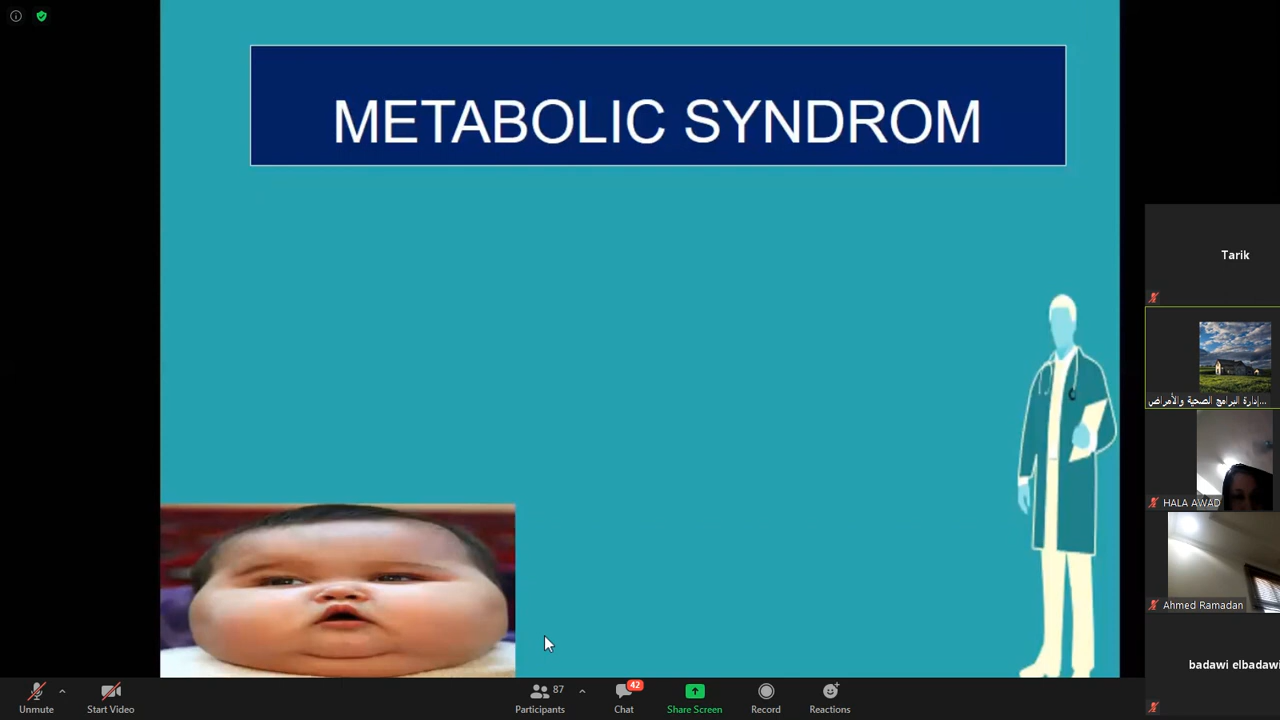 METABOLIC SYNDROM
Tarik
إدارة البرامج الصحية والأمراض...
HALA AWAD
Ahmed Ramadan
badawi elbadawi
Unmute
Start Video
87
Participants
42
Chat
Share Screen
Record
Reactions